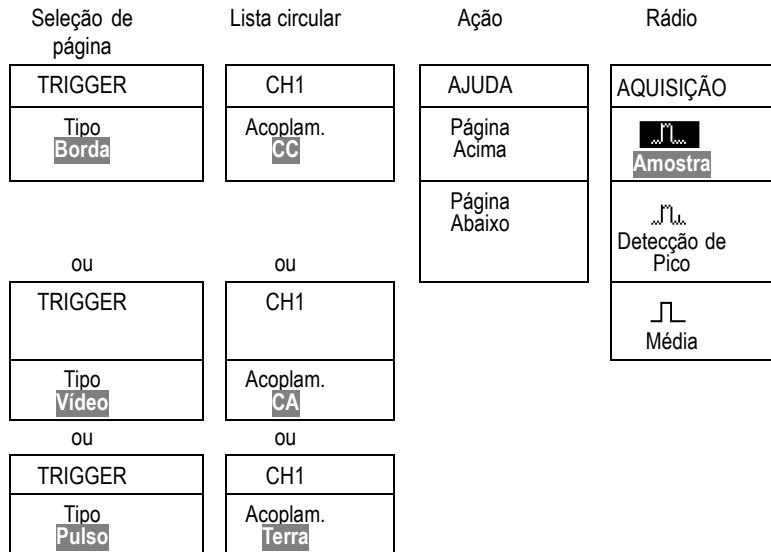 Seleção de
página
Lista circular
Ação
Rádio
TRIGGER
Tipo
Borda
ou
TRIGGER
Tipo
Vídeo
ou
TRIGGER
Tipo
Pulso
CH1
Acoplam.
CC
ou
CH1
Acoplam.
CA
ou
CH1
Acoplam.
Terra
AJUDA
Página
Acima
Página
Abaixo
AQUISIÇÃO
Amostra
Detecção de
Pico
Média